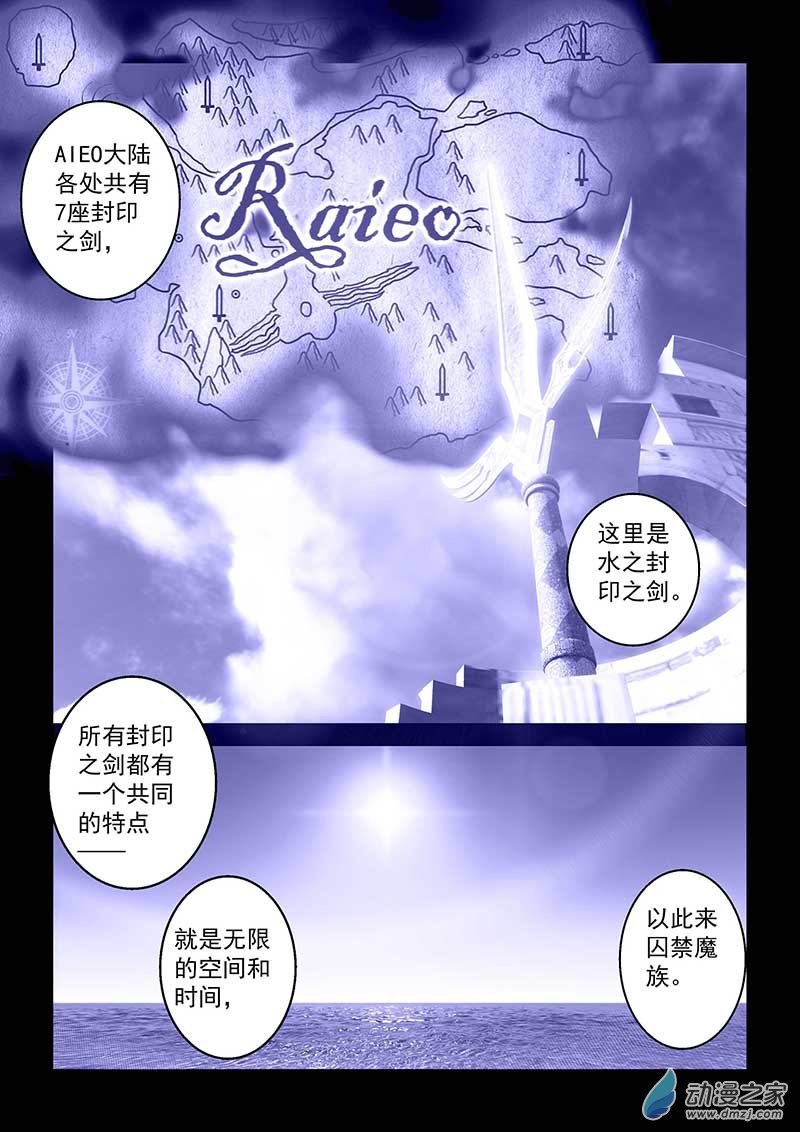 AIEO大陆
各处共有
7座封印
之剑，
Raieo
这里是
水之封
印之剑。
所有封印
之剑都有
一个共同
的特点
——
就是无限
的空间和
时间，
以此来
囚禁魔
族。
动漫之家
www.dmzj.com